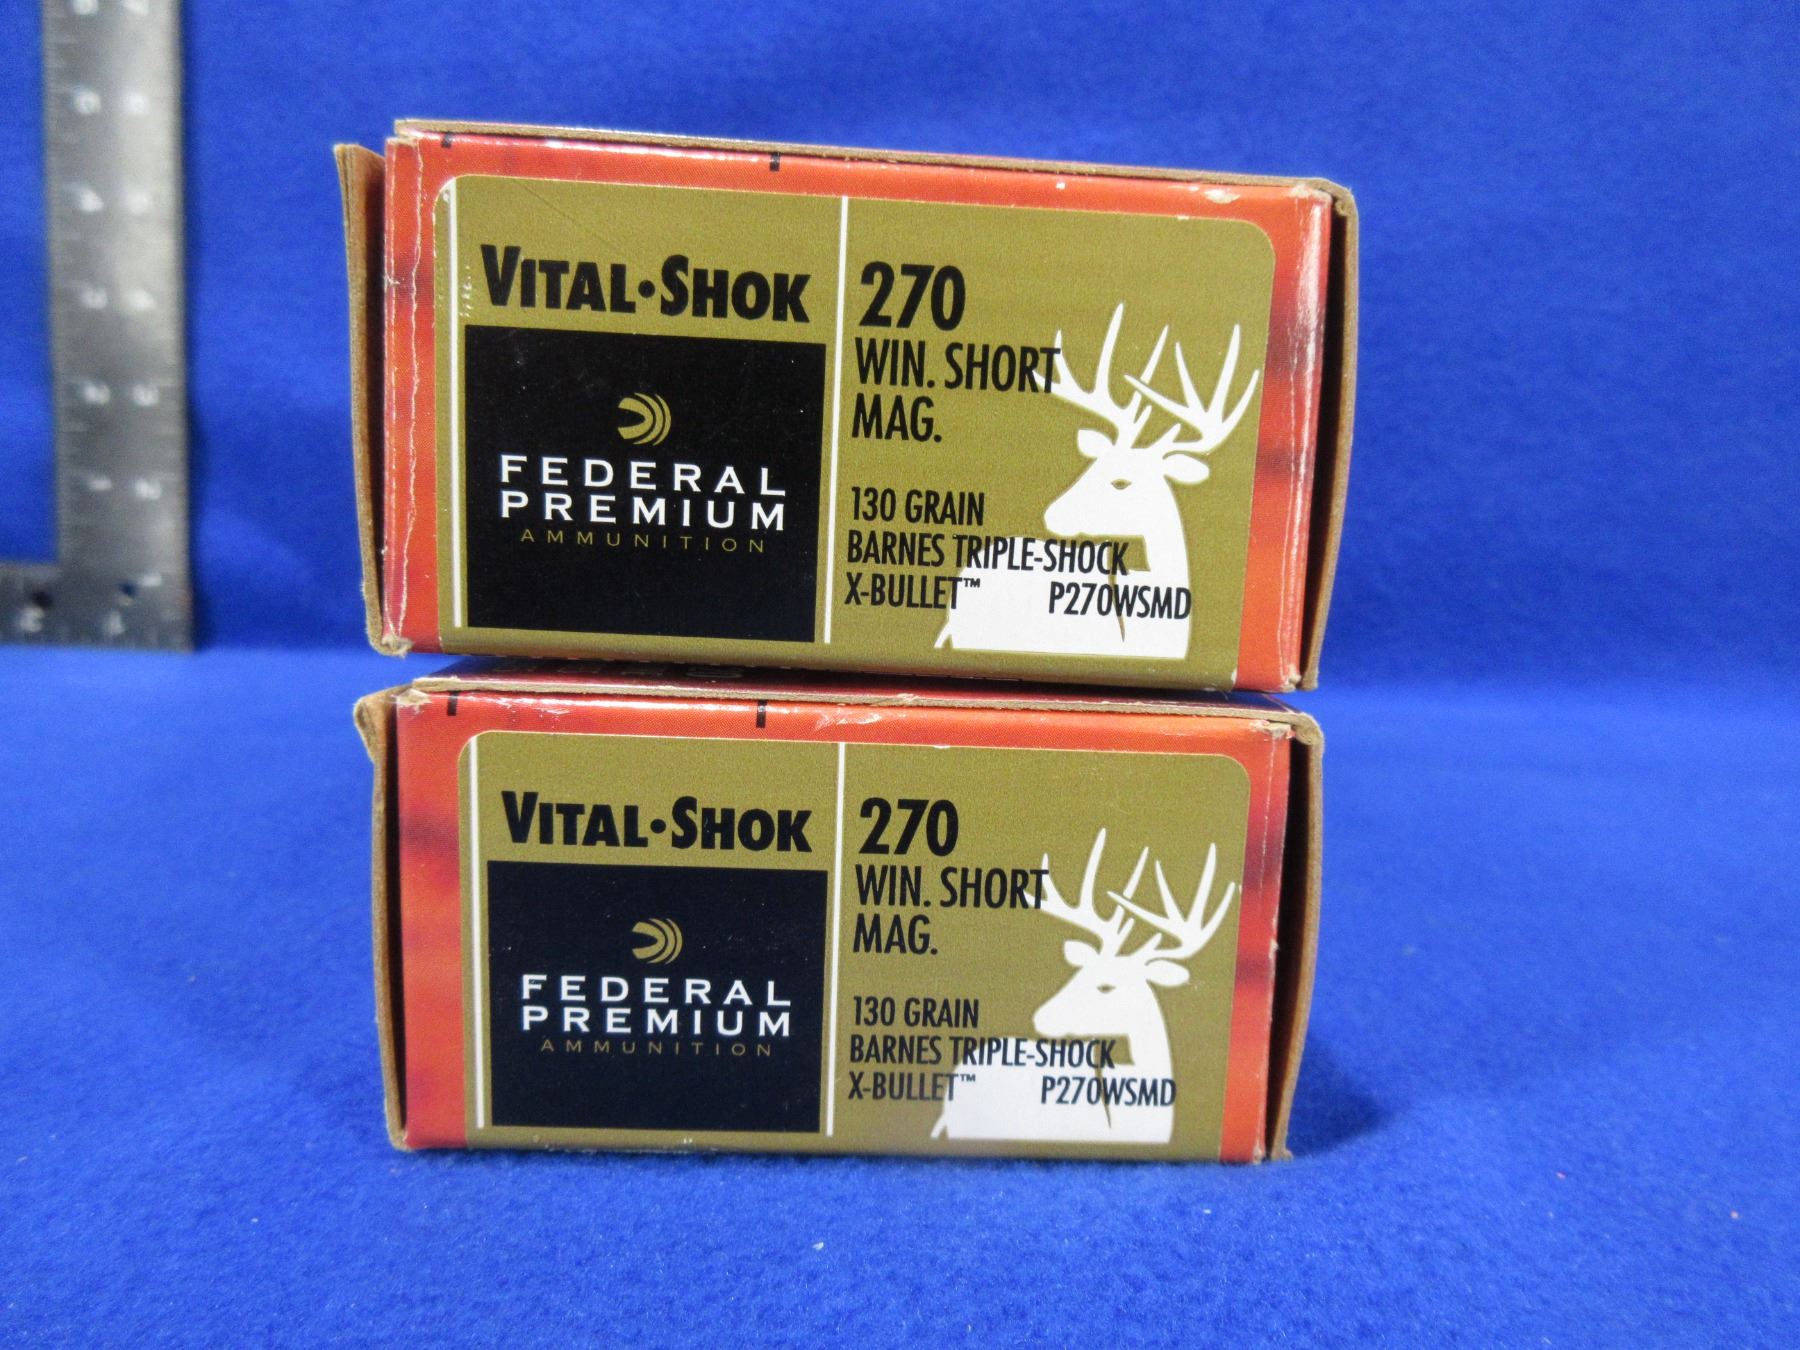 VITAL•SHOK
FEDERAL
PREMIUM
AMMUNITION
270
WIN. SHORT
MAG.
130 GRAIN
BARNES TRIPLE-SHOCK
X-BULLET™ P270WSMD
VITAL•SHOK
FEDERAL
PREMIUM
AMMUNITION
270
WIN. SHORT
MAG.
130 GRAIN
BARNES TRIPLE-SHOCK
X-BULLET™ P270WSMD